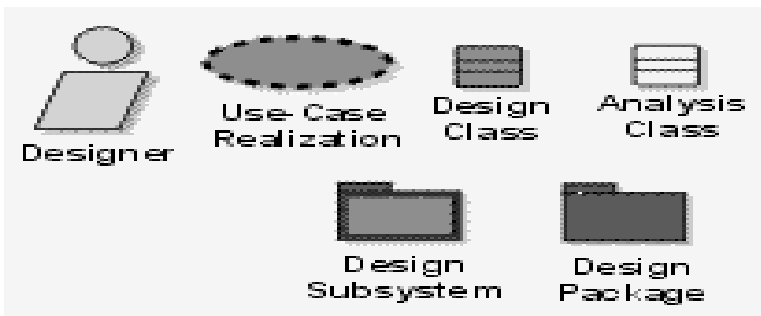 Designer
Use-Case
Realization
Design
Class
Analysis
Class
Design
Subsystem
Design
Package